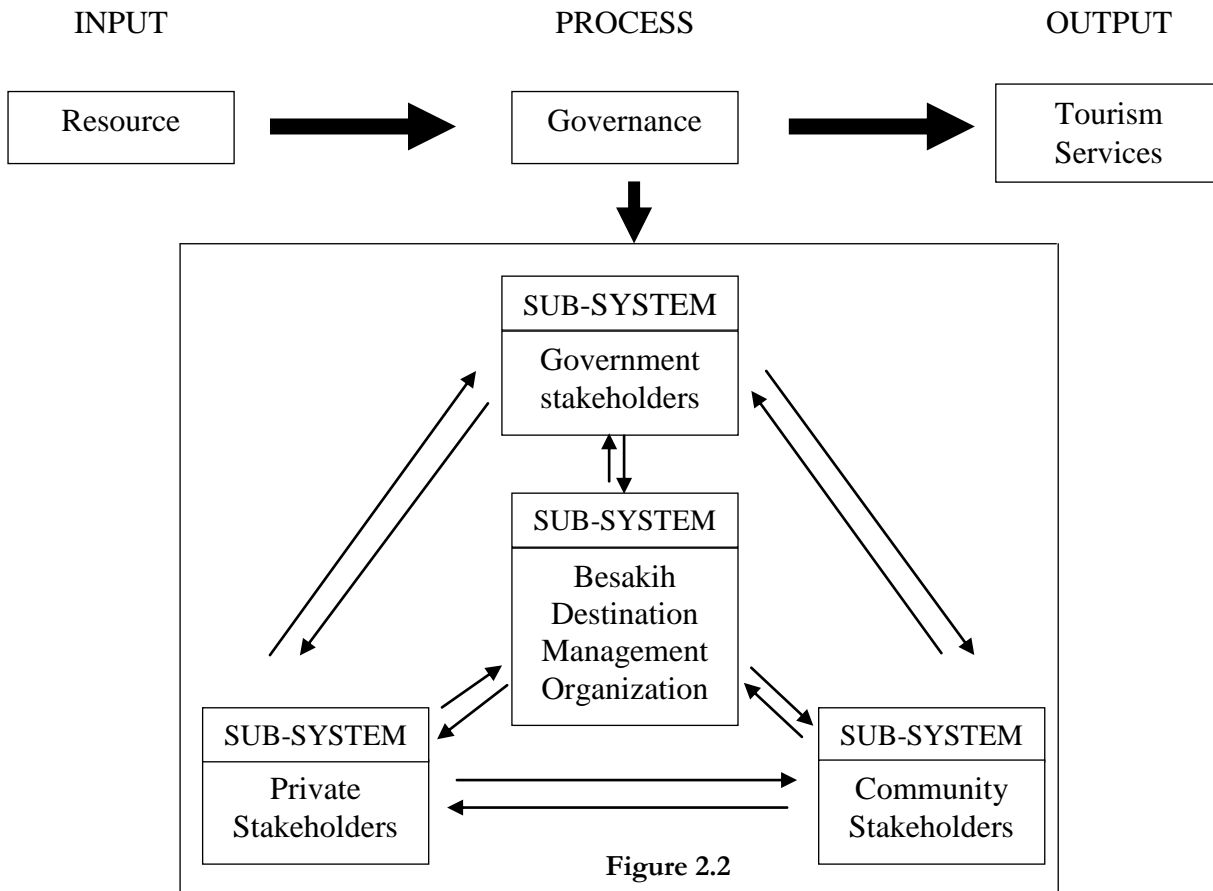 INPUT PROCESS OUTPUT
Resource
Governance
Tourism
Services
SUB-SYSTEM
Government
stakeholders
SUB-SYSTEM
Besakih
Destination
Management
Organization
SUB-SYSTEM
Private
Stakeholders
SUB-SYSTEM
Community
Stakeholders
Figure 2.2